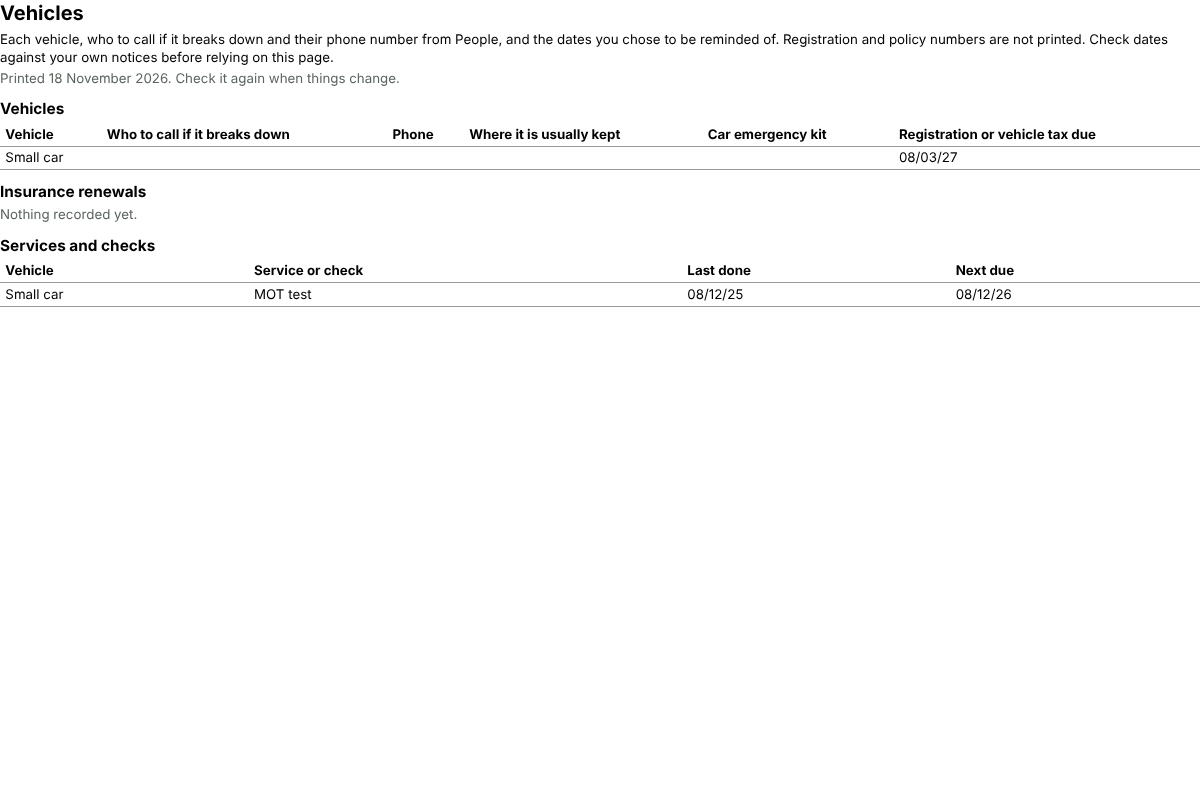 Vehicles
Each vehicle, who to call if it breaks down and their phone number from People, and the dates you chose to be reminded of. Registration and policy numbers are not printed. Check dates
against your own notices before relying on this page.
Printed 18 November 2026. Check it again when things change.
Vehicles
Vehicle Who to call if it breaks down Phone Where it is usually kept Car emergency kit Registration or vehicle tax due
Small car 08/03/27
Insurance renewals
Nothing recorded yet.
Services and checks
Vehicle Service or check Last done Next due
Small car MOT test 08/12/25 08/12/26